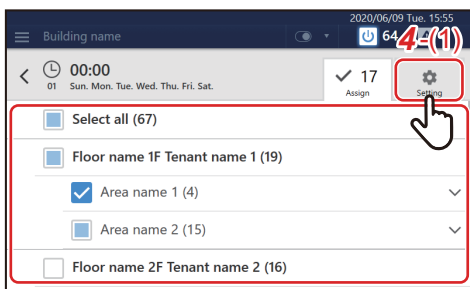 2020/06/09 Tue. 15:55
Building name
64
4-(1)
00:00
01 Sun. Mon. Tue. Wed. Thu. Fri. Sat.
17
Assign
Setting
Select all (67)
Floor name 1F Tenant name 1 (19)
Area name 1 (4)
Area name 2 (15)
Floor name 2F Tenant name 2 (16)